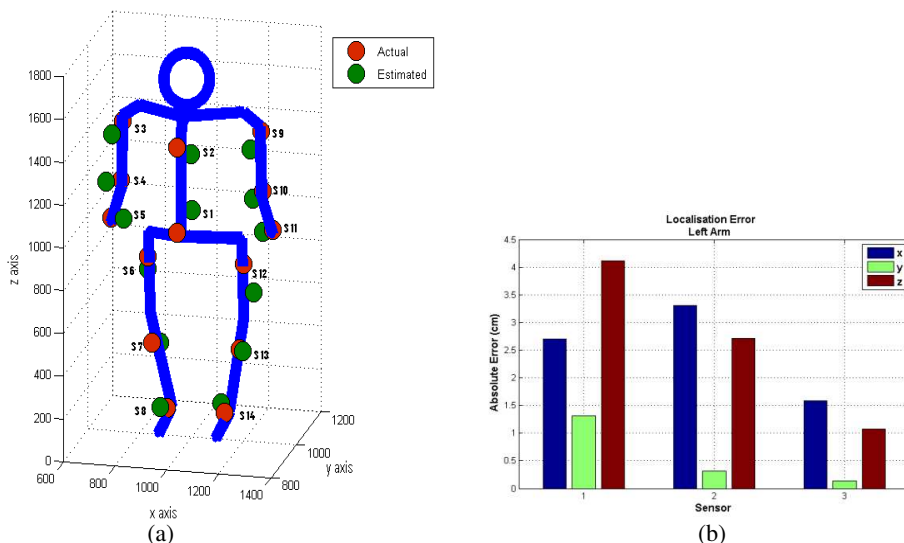 Actual
Estimated
1800
1600
1400
1200
1000
800
600
400
200
0
z axis
S3
S9
S2
S4
S10
S5
S1
S11
S6
S12
S7
S13
S8
S14
600
800
1000
1200
1400
x axis
800
1000
1200
y axis
(a)
Localisation Error
Left Arm
4.5
4
3.5
3
2.5
2
1.5
1
0.5
0
Absolute Error (cm)
x
y
z
1
2
3
Sensor
(b)